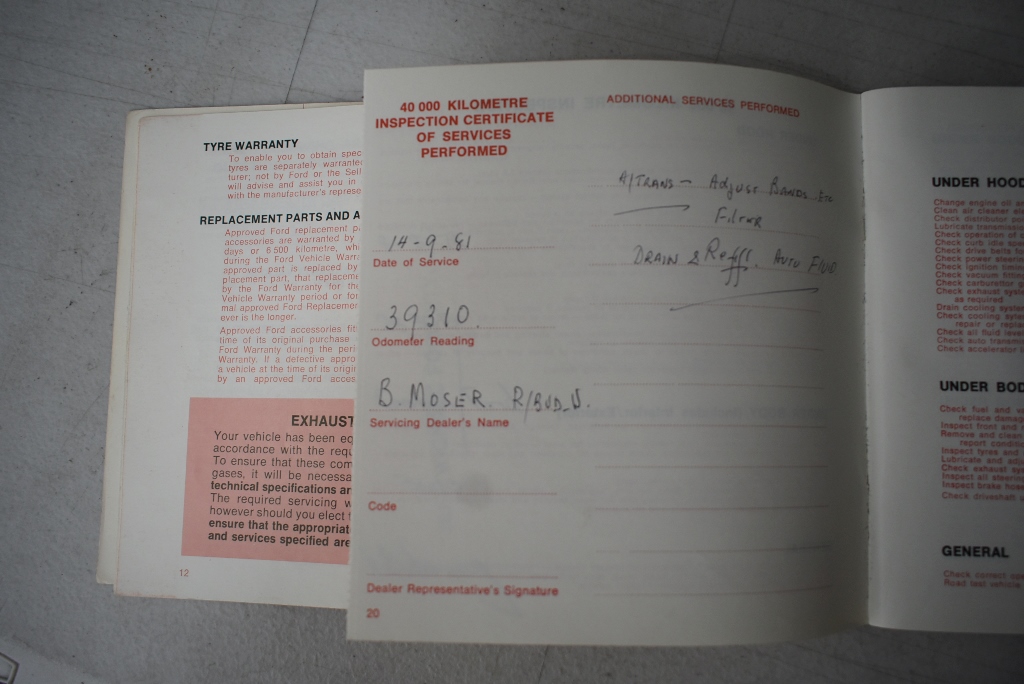 TYRE WARRANTY
To enable you to obtain spec
tyres are separately warrante
turer; not by Ford or the Sell
will advise and assist you in
with the manufacturer's represe
REPLACEMENT PARTS AND A
Approved Ford replacement pa
accessories are warranted by
days or 6 500 kilometre, whi
during the Ford Vehicle Warra
approved part is replaced by
placement part, that replaceme
by the Ford Warranty for the
Vehicle Warranty period or for
mal approved Ford Replacemen
ever is the longer.
Approved Ford accessories fit
time of its original purchase
Ford Warranty during the peri
Warranty. If a defective appro
a vehicle at the time of its origin
by an approved Ford acces
EXHAUST
Your vehicle has been eq
accordance with the requ
To ensure that these com
gases, it will be necessa
technical specifications ar
The required servicing w
however should you elect t
ensure that the appropriat
and services specified are
12
40 000 KILOMETRE
INSPECTION CERTIFICATE
OF SERVICES
PERFORMED
14-9-81
Date of Service
39310.
Odometer Reading
B. MOSER. R/BUD_N.
Servicing Dealer's Name
Code
Dealer Representative's Signature
20
ADDITIONAL SERVICES PERFORMED
A/TRANS - Adjust BANDS ETC
Filter
DRAIN & Refill. AUTO FLUID
UNDER HOOD
Change engine oil an
Clean air cleaner ele
Check distributor poi
Lubricate transmissi
Check operation of
Check curb idle spe
Check drive belts fo
Check power steerin
Check ignition timin
Check vacuum fittin
Check carburettor
Check exhaust syste
as required
Drain cooling system
Check cooling syte
repair or replac
Check all fluid leve
Check auto transmi
Check accelerator
UNDER BOD
Check fuel and va
replace damag
Inspect front and
Remove and clean
report conditio
Inspect tyres and
Lubricate and adju
Check exhaust sys
Inspect all steerin
Inspect brake hose
Check driveshaft u
GENERAL
Check correct ope
Road test vehicle